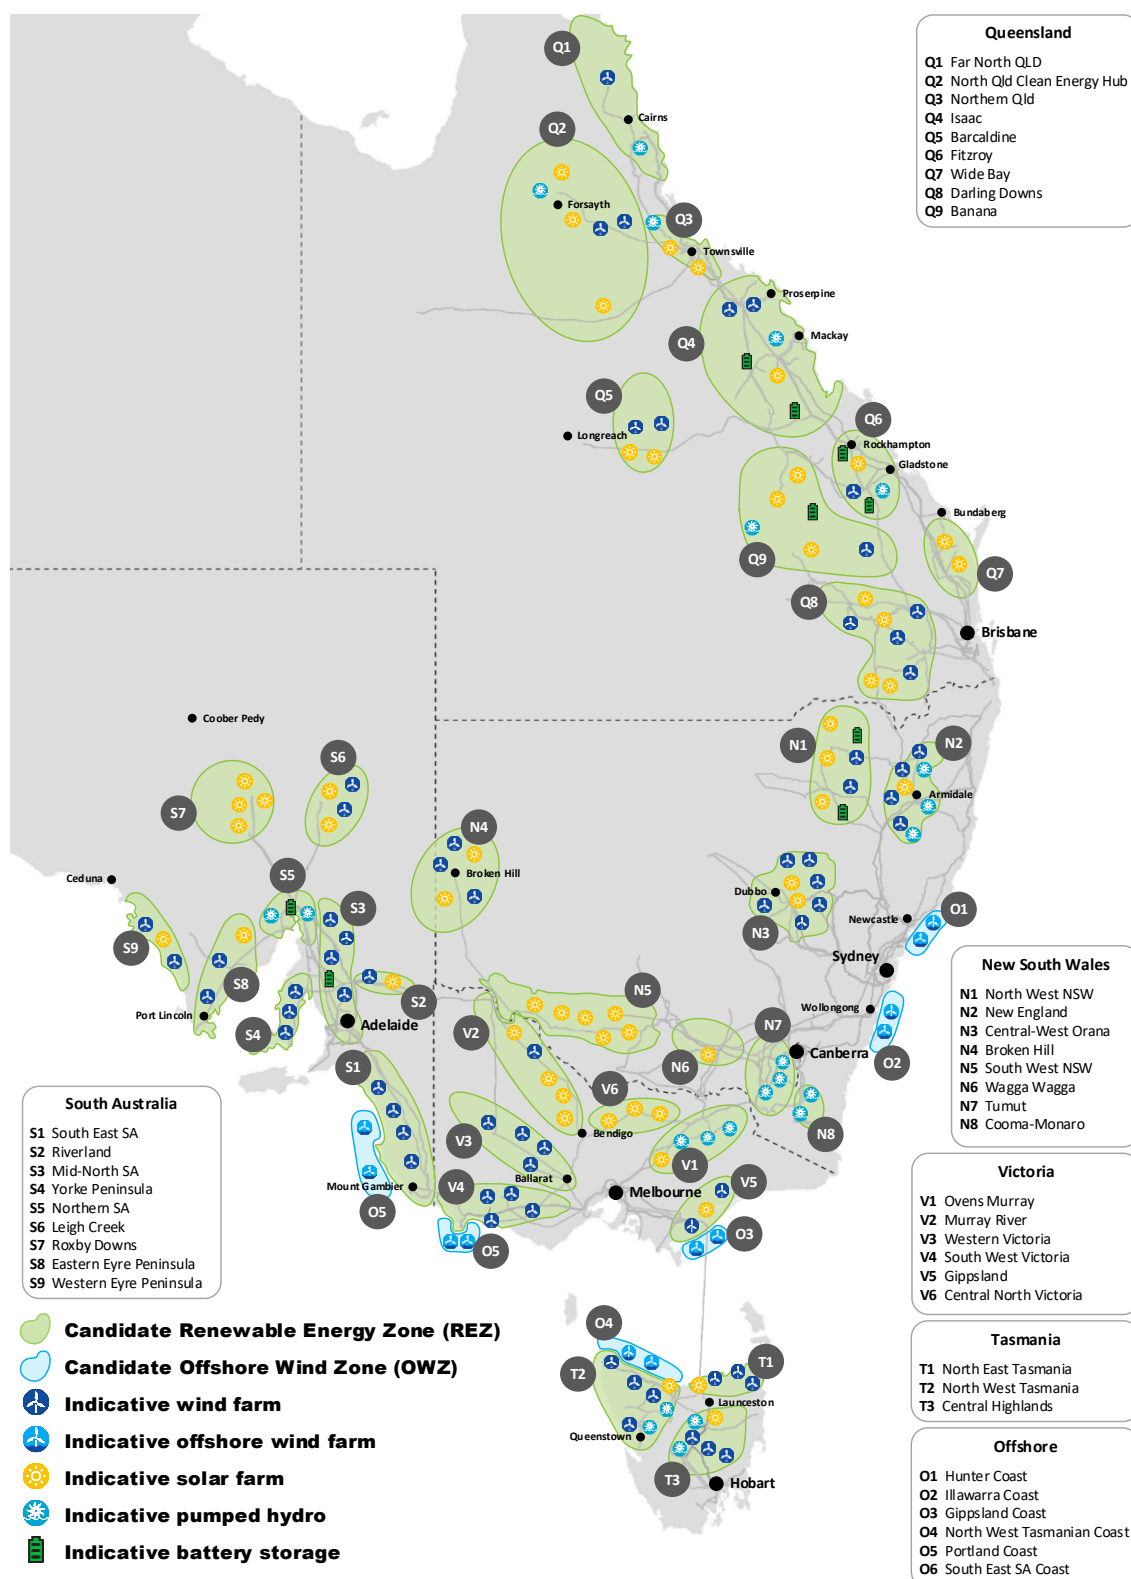 Queensland
Q1 Far North QLD
Q2 North Qld Clean Energy Hub
Q3 Northern Qld
Q4 Isaac
Q5 Barcaldine
Q6 Fitzroy
Q7 Wide Bay
Q8 Darling Downs
Q9 Banana
Q1
Cairns
Q2
Forsayth
Q3
Townsville
Proserpine
Q4
Mackay
Q5
Longreach
Q6
Rockhampton
Gladstone
Bundaberg
Q9
Q7
Q8
Brisbane
Coober Pedy
N1
N2
S6
S7
Armidale
N4
Broken Hill
Ceduna
S5
Dubbo
S3
Newcastle
O1
N3
S9
Sydney
S8
S2
N5
Wollongong
Port Lincoln
Adelaide
S4
V2
N7
Canberra
O2
S1
N6
V6
Bendigo
N8
V3
V1
Ballarat
Mount Gambier
V4
Melbourne
V5
O5
O5
O3
New South Wales
N1 North West NSW
N2 New England
N3 Central-West Orana
N4 Broken Hill
N5 South West NSW
N6 Wagga Wagga
N7 Tumut
N8 Cooma-Monaro
South Australia
S1 South East SA
S2 Riverland
S3 Mid-North SA
S4 Yorke Peninsula
S5 Northern SA
S6 Leigh Creek
S7 Roxby Downs
S8 Eastern Eyre Peninsula
S9 Western Eyre Peninsula
Victoria
V1 Ovens Murray
V2 Murray River
V3 Western Victoria
V4 South West Victoria
V5 Gippsland
V6 Central North Victoria
O4
T1
T2
Launceston
Queenstown
T3
Hobart
Tasmania
T1 North East Tasmania
T2 North West Tasmania
T3 Central Highlands
Offshore
O1 Hunter Coast
O2 Illawarra Coast
O3 Gippsland Coast
O4 North West Tasmanian Coast
O5 Portland Coast
O6 South East SA Coast
Candidate Renewable Energy Zone (REZ)
Candidate Offshore Wind Zone (OWZ)
Indicative wind farm
Indicative offshore wind farm
Indicative solar farm
Indicative pumped hydro
Indicative battery storage